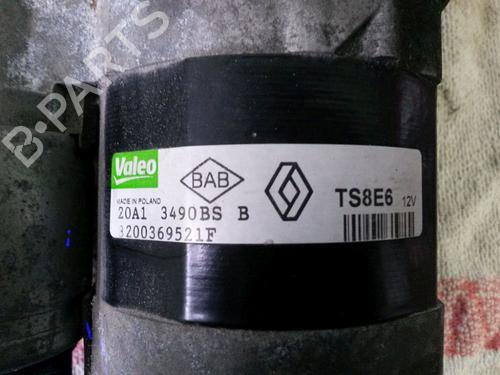 B-PARTS
Valeo
MADE IN POLAND
BAB
TS8E6 12V
20A1 3490BS B
8200369521F